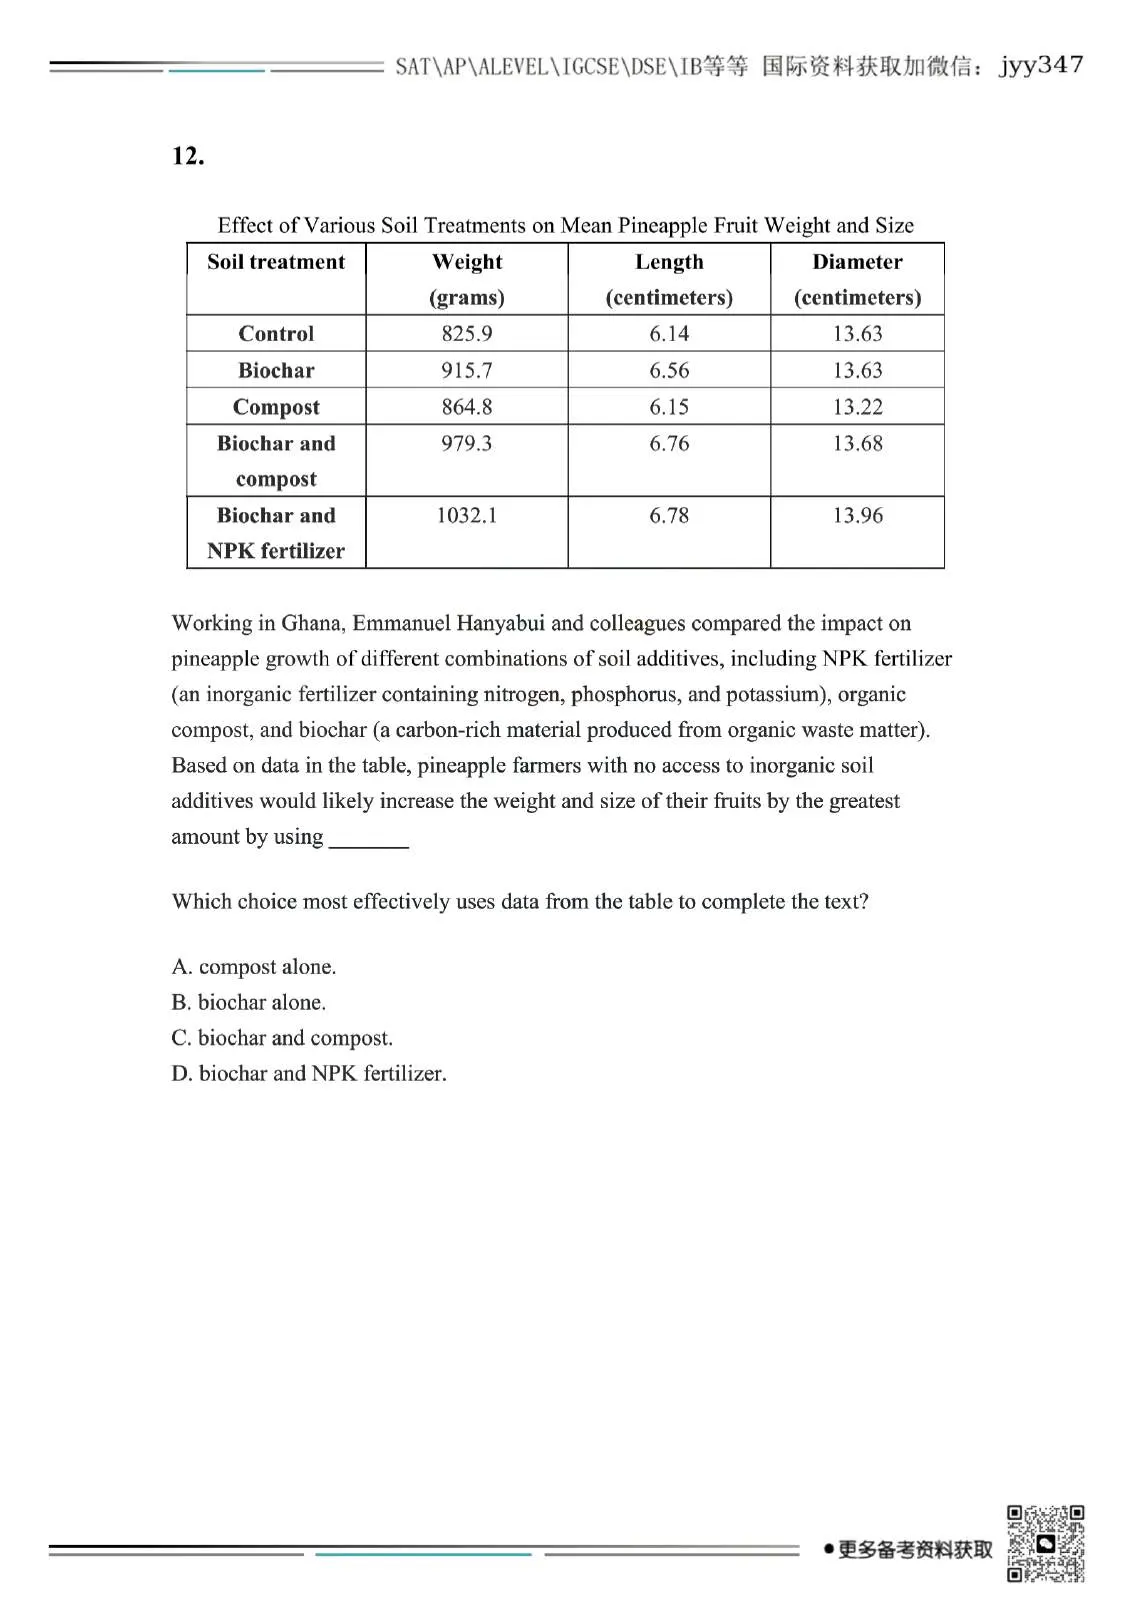 SAT\AP\ALEVEL\IGCSE\DSE\IB等等 国际资料获取加微信： jyy347
12.
Effect of Various Soil Treatments on Mean Pineapple Fruit Weight and Size
Soil treatment Weight (grams) Length (centimeters) Diameter (centimeters)
Control 825.9 6.14 13.63
Biochar 915.7 6.56 13.63
Compost 864.8 6.15 13.22
Biochar and compost 979.3 6.76 13.68
Biochar and NPK fertilizer 1032.1 6.78 13.96
Working in Ghana, Emmanuel Hanyabui and colleagues compared the impact on
pineapple growth of different combinations of soil additives, including NPK fertilizer
(an inorganic fertilizer containing nitrogen, phosphorus, and potassium), organic
compost, and biochar (a carbon-rich material produced from organic waste matter).
Based on data in the table, pineapple farmers with no access to inorganic soil
additives would likely increase the weight and size of their fruits by the greatest
amount by using _______
Which choice most effectively uses data from the table to complete the text?
A. compost alone.
B. biochar alone.
C. biochar and compost.
D. biochar and NPK fertilizer.
●更多备考资料获取